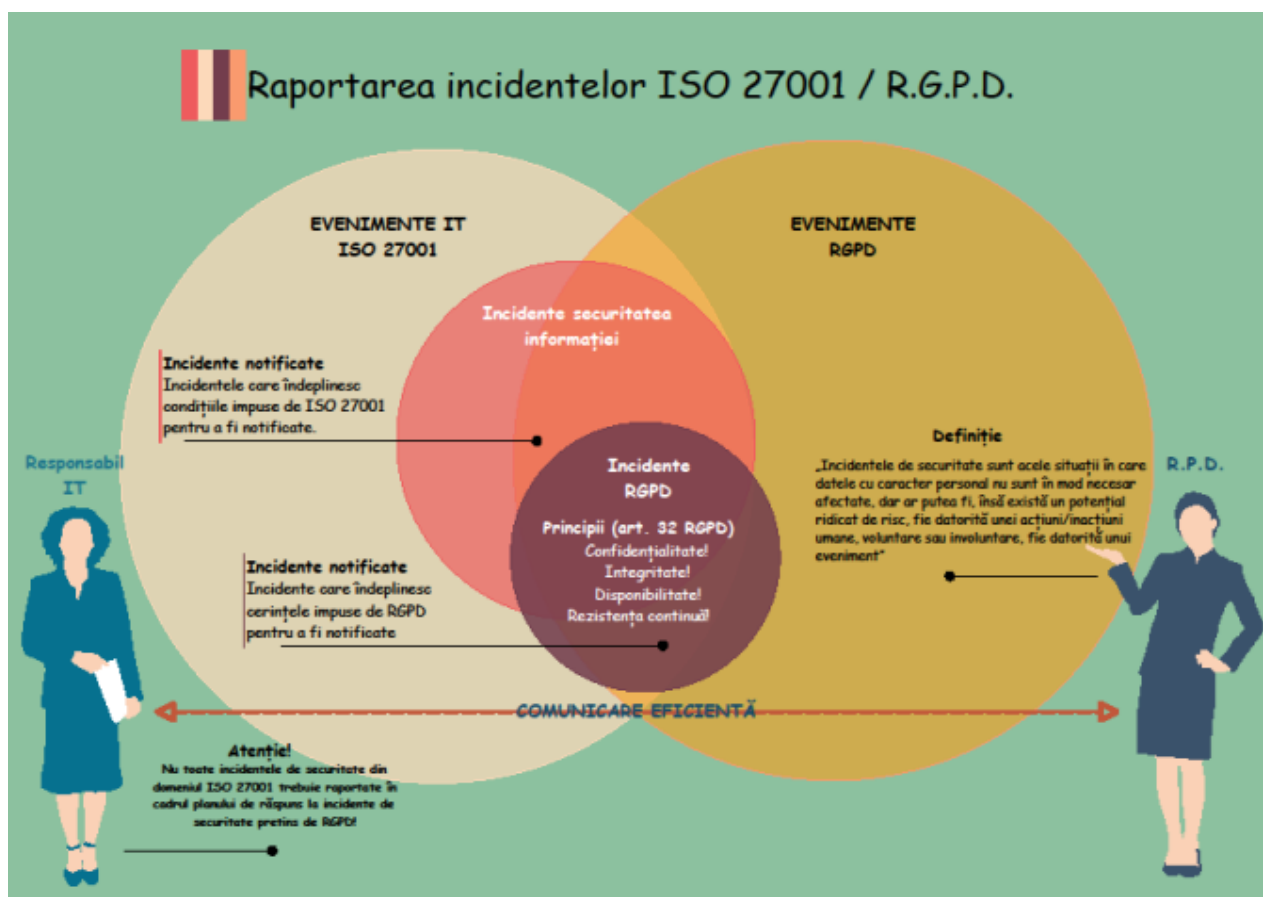 Raportarea incidentelor ISO 27001 / R.G.P.D.
EVENIMENTE IT
ISO 27001
EVENIMENTE
RGPD
Incidente securitatea
informației
Incidente notificate
Incidentele care îndeplinesc
condițiile impuse de ISO 27001
pentru a fi notificate.
Responsabil
IT
Incidente
RGPD
Principii (art. 32 RGPD)
Confidențialitate!
Integritate!
Disponibilitate!
Rezistența continuă!
Definiție
„Incidentele de securitate sunt acele situații în care
datele cu caracter personal nu sunt în mod necesar
afectate, dar ar putea fi, însă există un potențial
ridicat de risc, fie datorită unei acțiuni/inacțiuni
umane, voluntare sau involuntare, fie datorită unui
eveniment”
R.P.D.
Incidente notificate
Incidente care îndeplinesc
cerințele impuse de RGPD
pentru a fi notificate
COMUNICARE EFICIENTĂ
Atenție!
Nu toate incidentele de securitate din
domeniul ISO 27001 trebuie raportate în
cadrul planului de răspuns la incidente de
securitate pretins de RGPD!